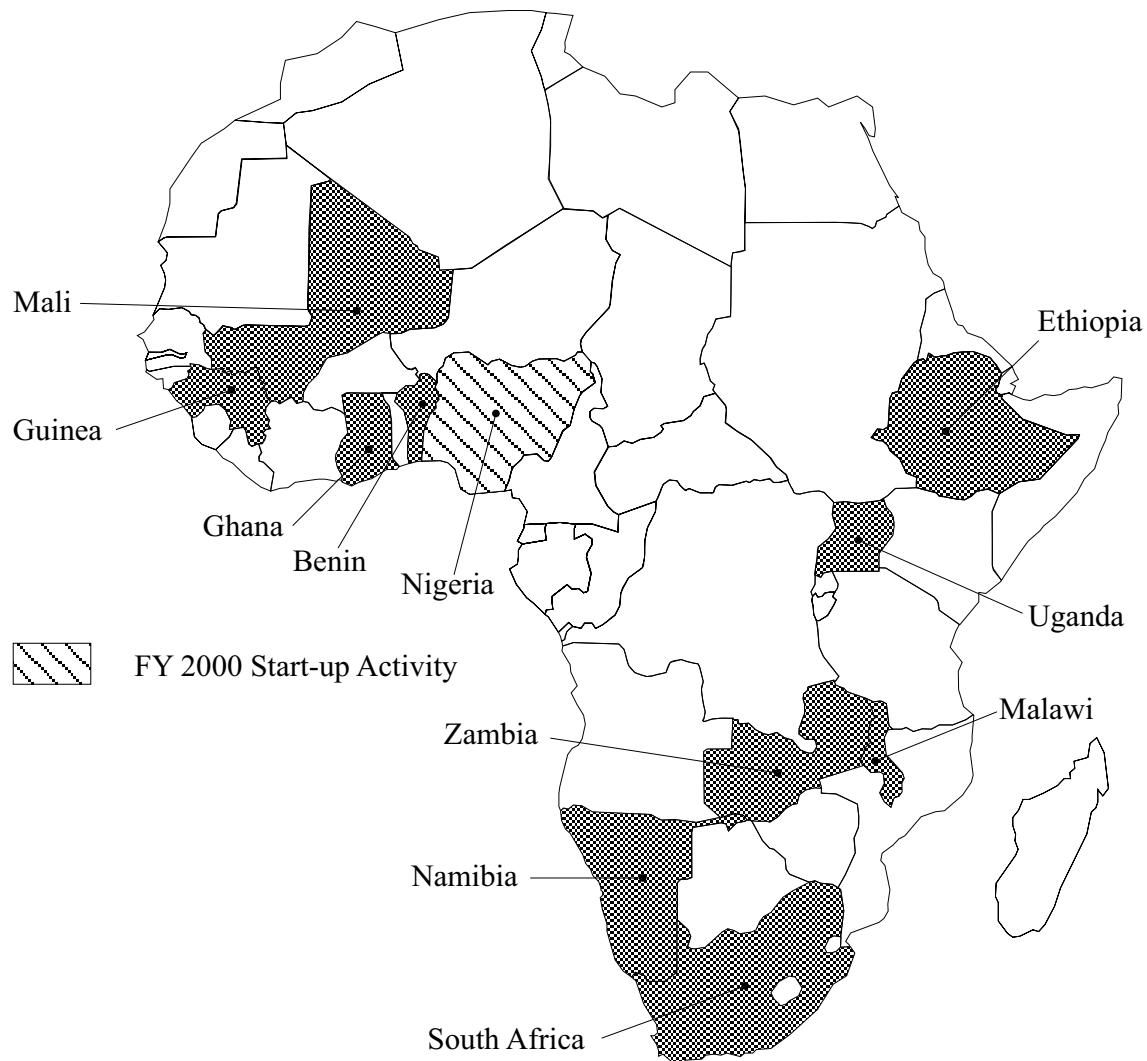 Mali
Ethiopia
Guinea
Ghana
Benin
Nigeria
Uganda
FY 2000 Start-up Activity
Malawi
Zambia
Namibia
South Africa